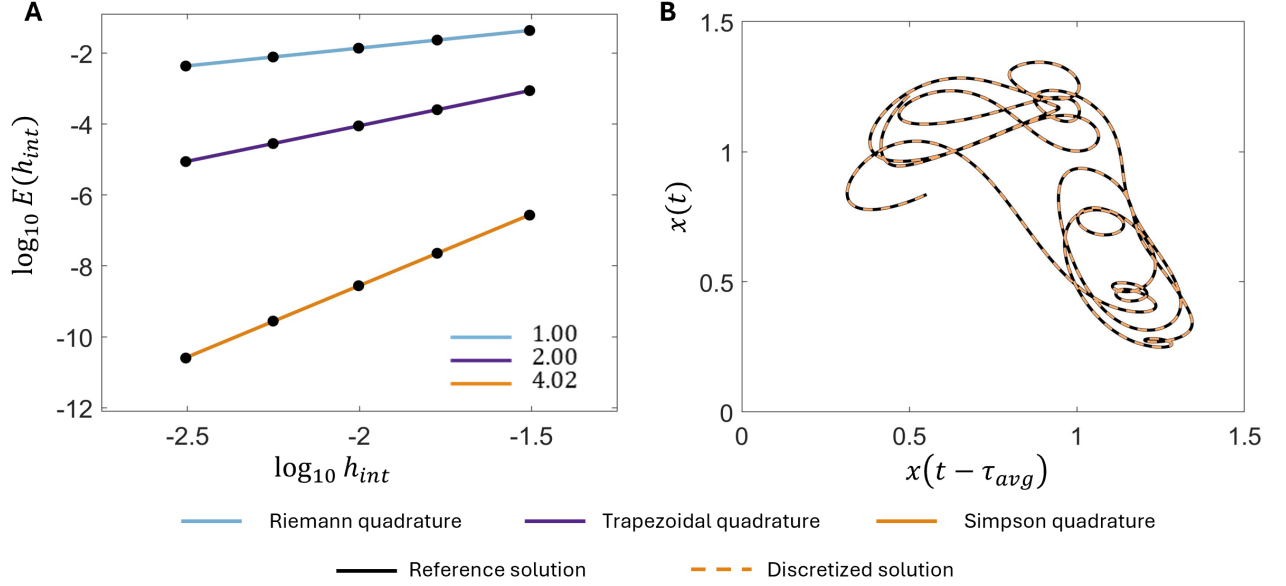 A
-2
-4
-6
-8
-10
-12
log₁₀ E(hᵢₙₜ)
1.00
2.00
4.02
-2.5 -2 -1.5
log₁₀ hᵢₙₜ
B
1.5
1
0.5
0
x(t)
0 0.5 1 1.5
x(t − τ_avg)
Riemann quadrature Trapezoidal quadrature Simpson quadrature
Reference solution Discretized solution